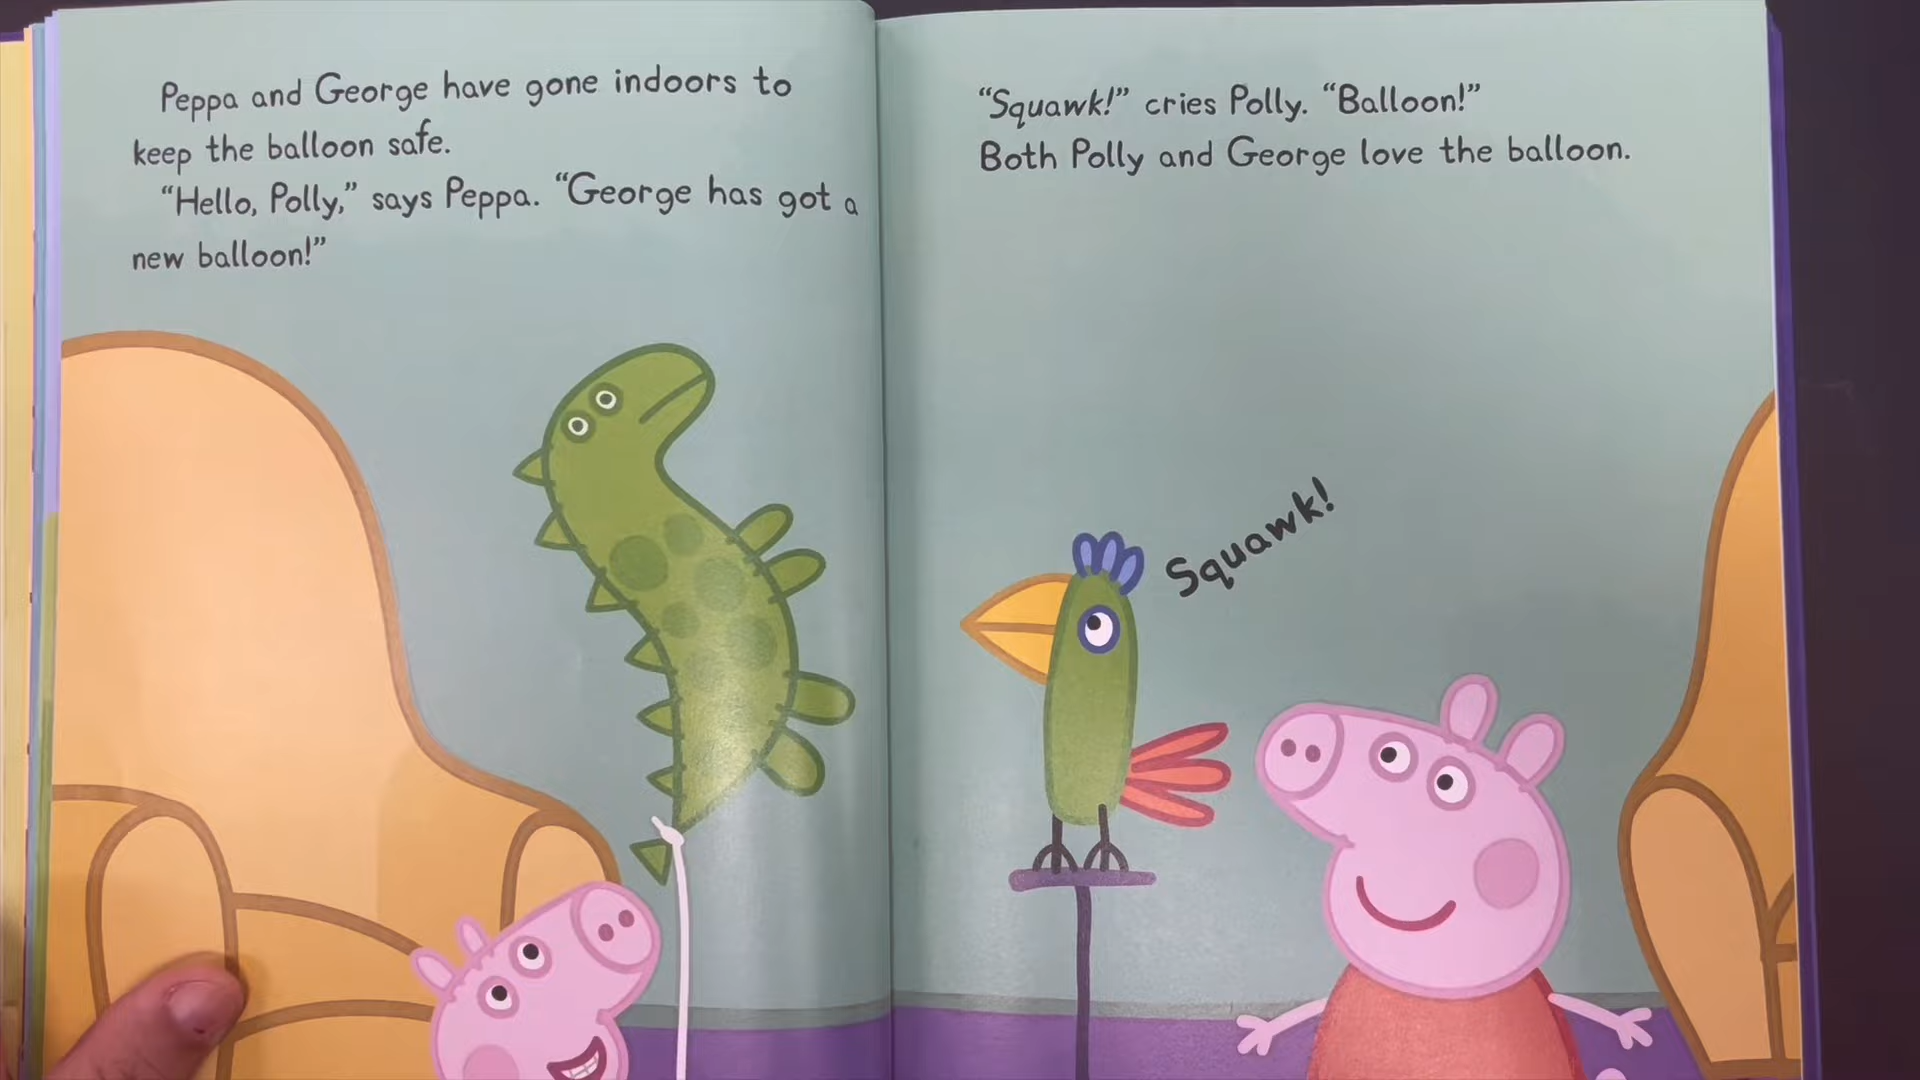 Peppa and George have gone indoors to
keep the balloon safe.
“Hello, Polly,” says Peppa. “George has got a
new balloon!”
“Squawk!” cries Polly. “Balloon!”
Both Polly and George love the balloon.
Squawk!